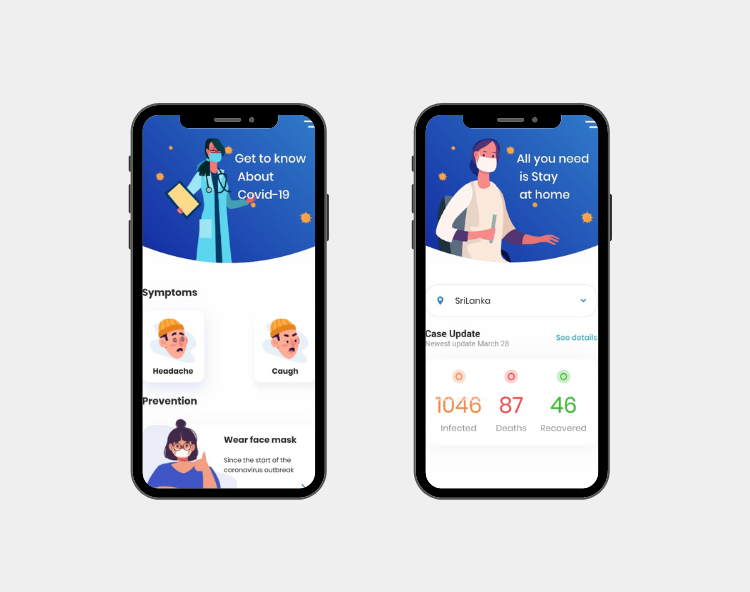 Get to know
About
Covid-19
Symptoms
Headache
Caugh
Prevention
Wear face mask
Since the start of the
coronavirus outbreak
All you need
is Stay
at home
SriLanka
Case Update
Newest update March 28
See details
1046
87
46
Infected
Deaths
Recovered